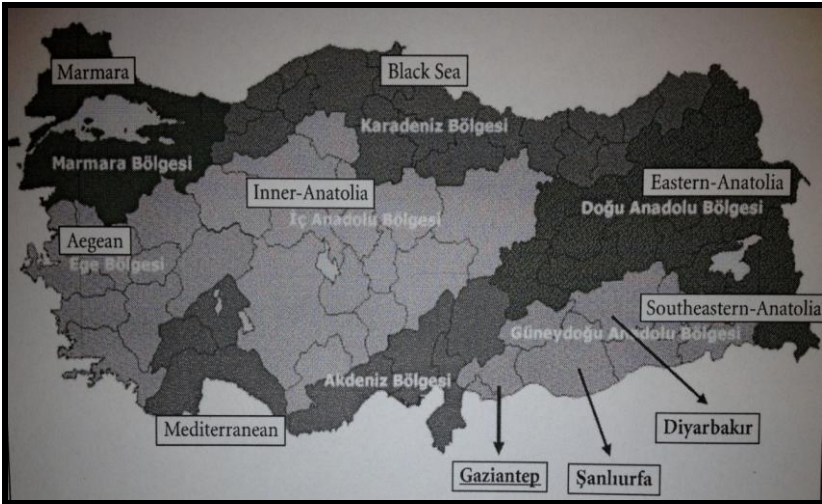 Marmara
Black Sea
Karadeniz Bölgesi
Marmara Bölgesi
Inner-Anatolia
Eastern-Anatolia
İç Anadolu Bölgesi
Doğu Anadolu Bölgesi
Aegean
Ege Bölgesi
Southeastern-Anatolia
Güneydoğu Anadolu Bölgesi
Akdeniz Bölgesi
Mediterranean
Diyarbakır
Gaziantep
Şanlıurfa